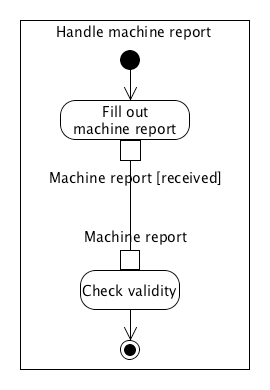 Handle machine report
Fill out
machine report
Machine report [received]
Machine report
Check validity